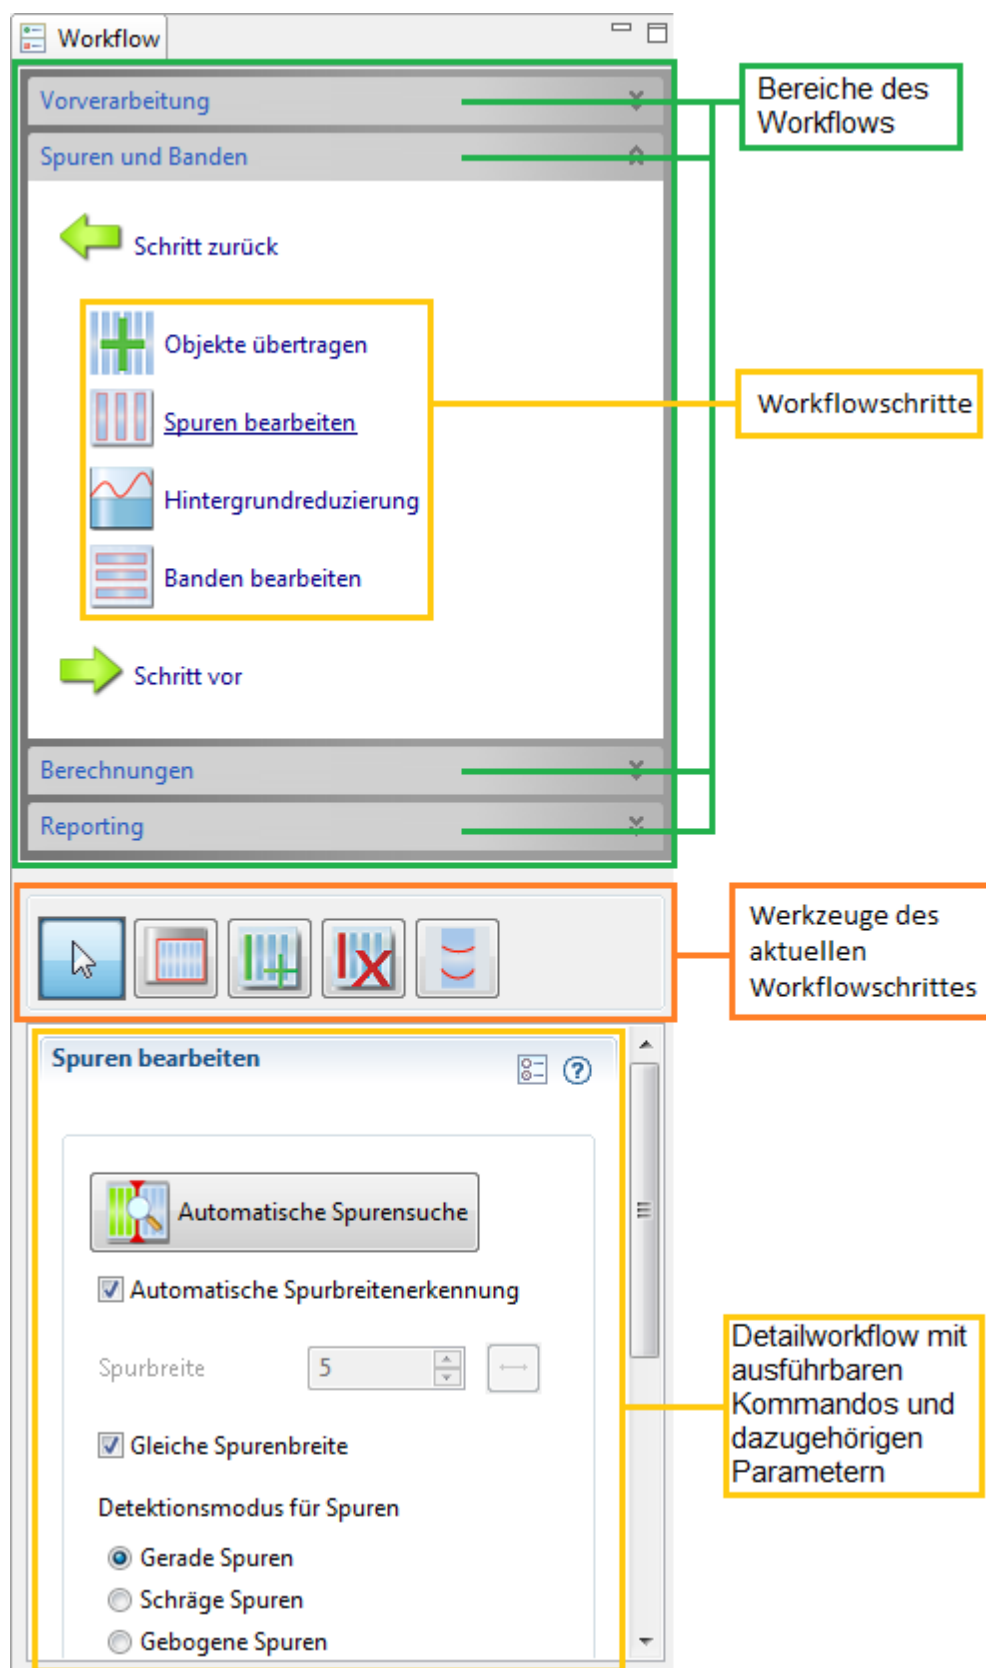 Workflow
Vorverarbeitung
Bereiche des
Workflows
Spuren und Banden
Schritt zurück
Objekte übertragen
Spuren bearbeiten
Hintergrundreduzierung
Banden bearbeiten
Workflowschritte
Schritt vor
Berechnungen
Reporting
Werkzeuge des
aktuellen
Workflowschrittes
Spuren bearbeiten
Automatische Spurensuche
Automatische Spurbreitenerkennung
Spurbreite
5
Gleiche Spurenbreite
Detektionsmodus für Spuren
Gerade Spuren
Schräge Spuren
Gebogene Spuren
Detailworkflow mit
ausführbaren
Kommandos und
dazugehörigen
Parametern